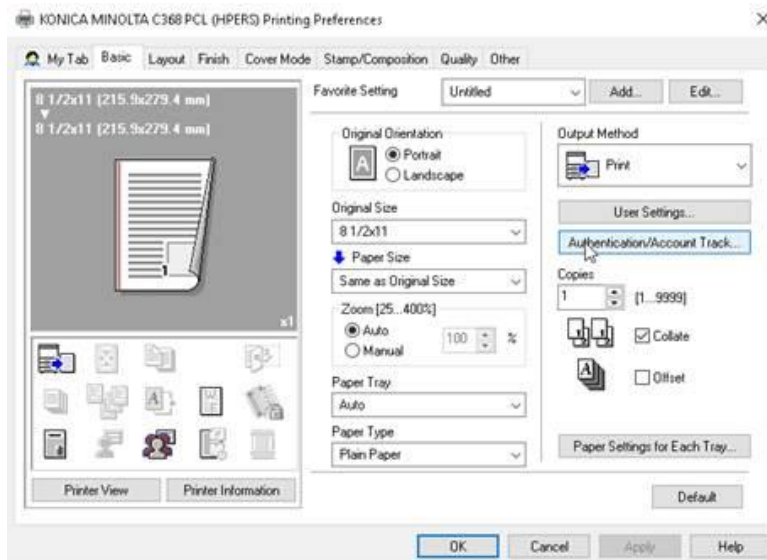 KONICA MINOLTA C368 PCL (HPERS) Printing Preferences
My Tab Basic Layout Finish Cover Mode Stamp/Composition Quality Other
8 1/2x11 [215.9x279.4 mm]
8 1/2x11 [215.9x279.4 mm]
1
x1
Printer View
Printer Information
Favorite Setting
Untitled
Add...
Edit...
Original Orientation
A
Portrait
Landscape
Original Size
8 1/2x11
Paper Size
Same as Original Size
Zoom [25...400%]
Auto
Manual
100
%
Paper Tray
Auto
Paper Type
Plain Paper
Output Method
Print
User Settings...
Authentication/Account Track...
Copies
1
[1...9999]
Collate
A
Offset
Paper Settings for Each Tray...
Default
OK
Cancel
Apply
Help